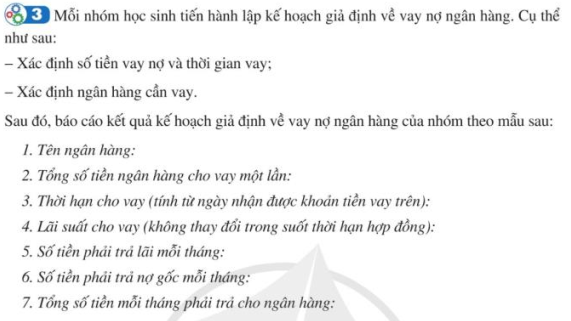 3 Mỗi nhóm học sinh tiến hành lập kế hoạch giả định về vay nợ ngân hàng. Cụ thể
như sau:
– Xác định số tiền vay nợ và thời gian vay;
– Xác định ngân hàng cần vay.
Sau đó, báo cáo kết quả kế hoạch giả định về vay nợ ngân hàng của nhóm theo mẫu sau:
1. Tên ngân hàng:
2. Tổng số tiền ngân hàng cho vay một lần:
3. Thời hạn cho vay (tính từ ngày nhận được khoản tiền vay trên):
4. Lãi suất cho vay (không thay đổi trong suốt thời hạn hợp đồng):
5. Số tiền phải trả lãi mỗi tháng:
6. Số tiền phải trả nợ gốc mỗi tháng:
7. Tổng số tiền mỗi tháng phải trả cho ngân hàng: